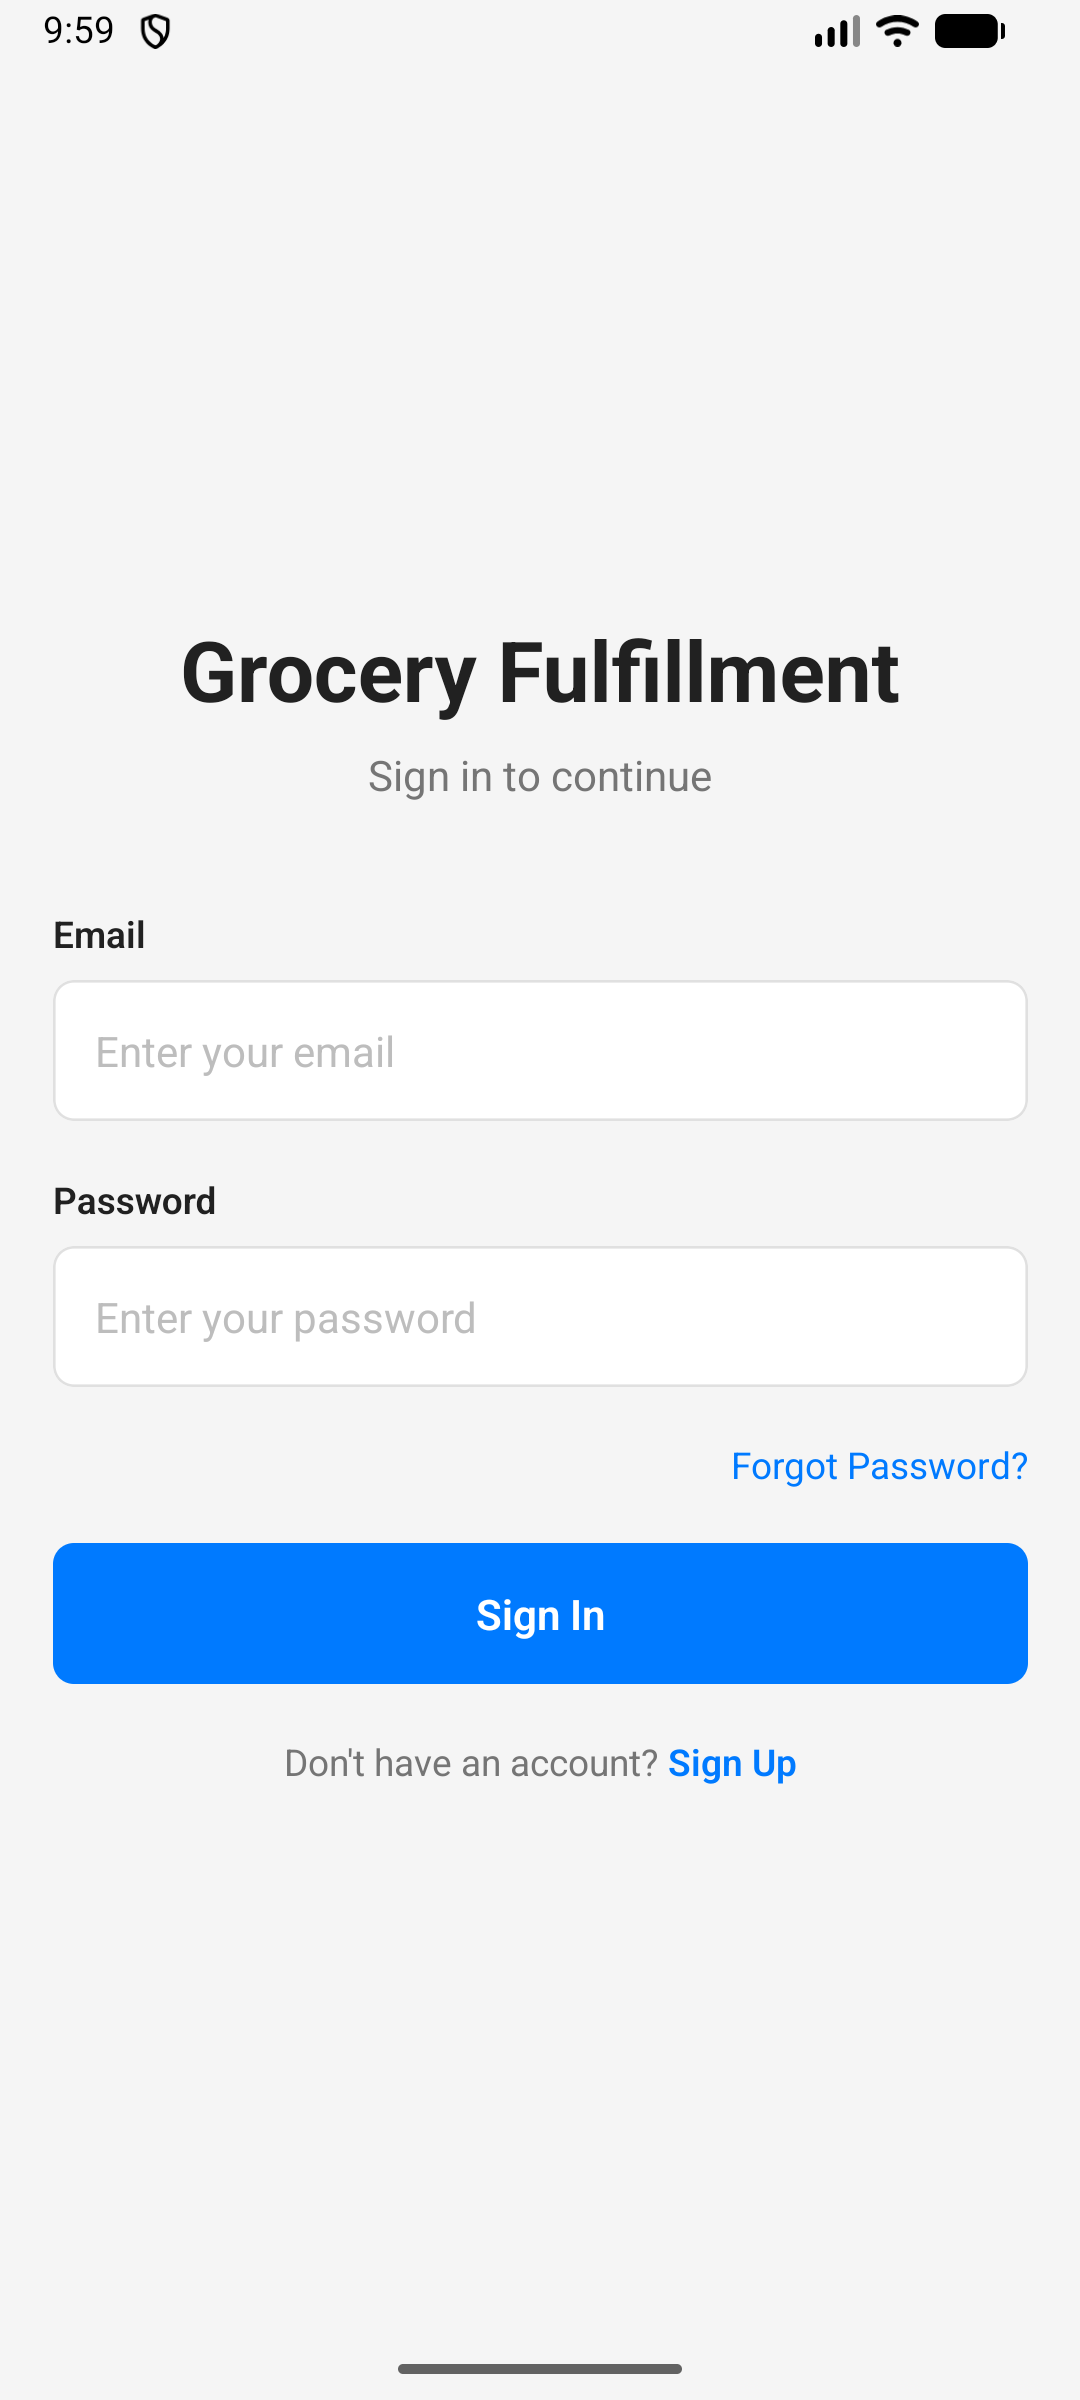 9:59
Grocery Fulfillment
Sign in to continue
Email
Enter your email
Password
Enter your password
Forgot Password?
Sign In
Don't have an account? Sign Up